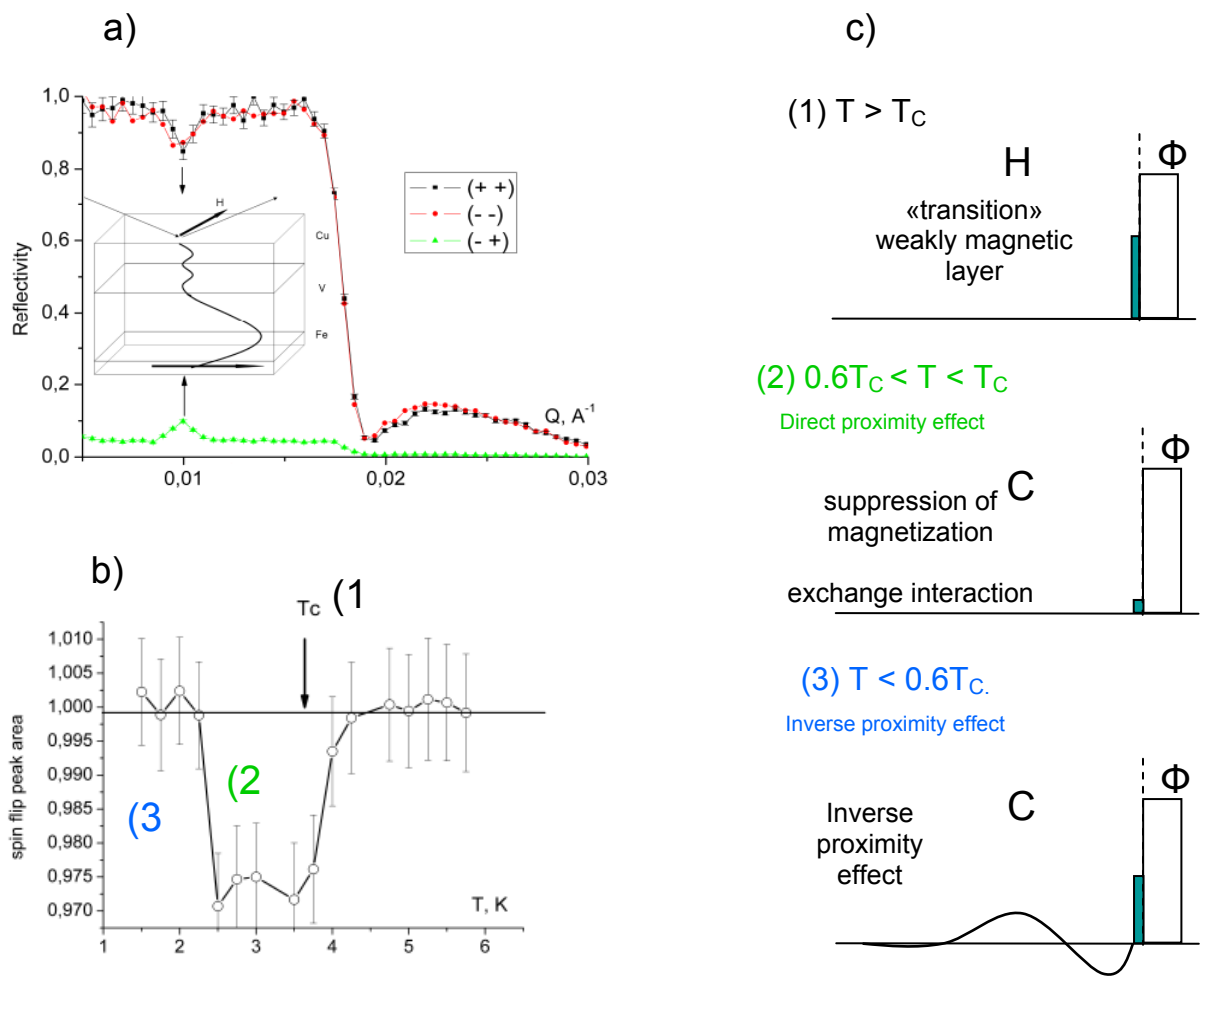 a)
1,0
0,8
0,6
0,4
0,2
0,0
Reflectivity
0,01
0,02
0,03
Q, A⁻¹
(+ +)
(- -)
(- +)
H
Cu
V
Fe
b)
Tc (1
1,010
1,005
1,000
0,995
0,990
0,985
0,980
0,975
0,970
spin flip peak area
(2
(3
T, K
1
2
3
4
5
6
c)
(1) T > T_C
H
Ф
«transition»
weakly magnetic
layer
(2) 0.6T_C < T < T_C
Direct proximity effect
Ф
C
suppression of
magnetization
exchange interaction
(3) T < 0.6T_C.
Inverse proximity effect
Ф
C
Inverse
proximity
effect